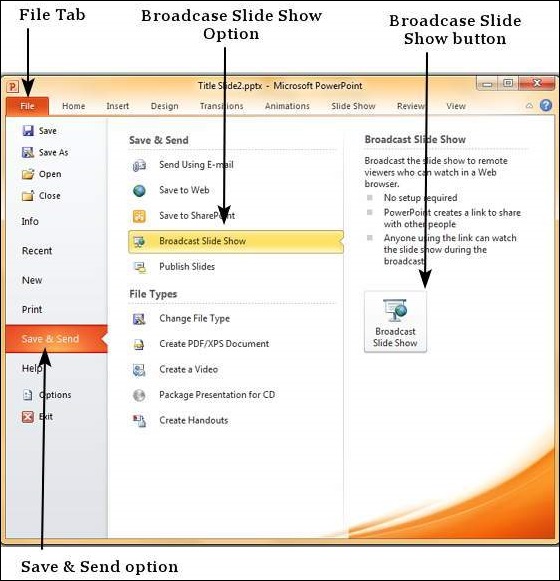 File Tab
Broadcase Slide Show
Option
Broadcase Slide
Show button
P
Title Slide2.pptx - Microsoft PowerPoint
File
Home
Insert
Design
Transitions
Animations
Slide Show
Review
View
Save
Save As
Open
Close
Info
Recent
New
Print
Save & Send
Help
Options
Exit
Save & Send
Send Using E-mail
Save to Web
Save to SharePoint
Broadcast Slide Show
Publish Slides
File Types
Change File Type
Create PDF/XPS Document
Create a Video
Package Presentation for CD
Create Handouts
Broadcast Slide Show
Broadcast the slide show to remote
viewers who can watch in a Web
browser.
No setup required
PowerPoint creates a link to share
with other people
Anyone using the link can watch
the slide show during the
broadcast
Broadcast
Slide Show
Save & Send option